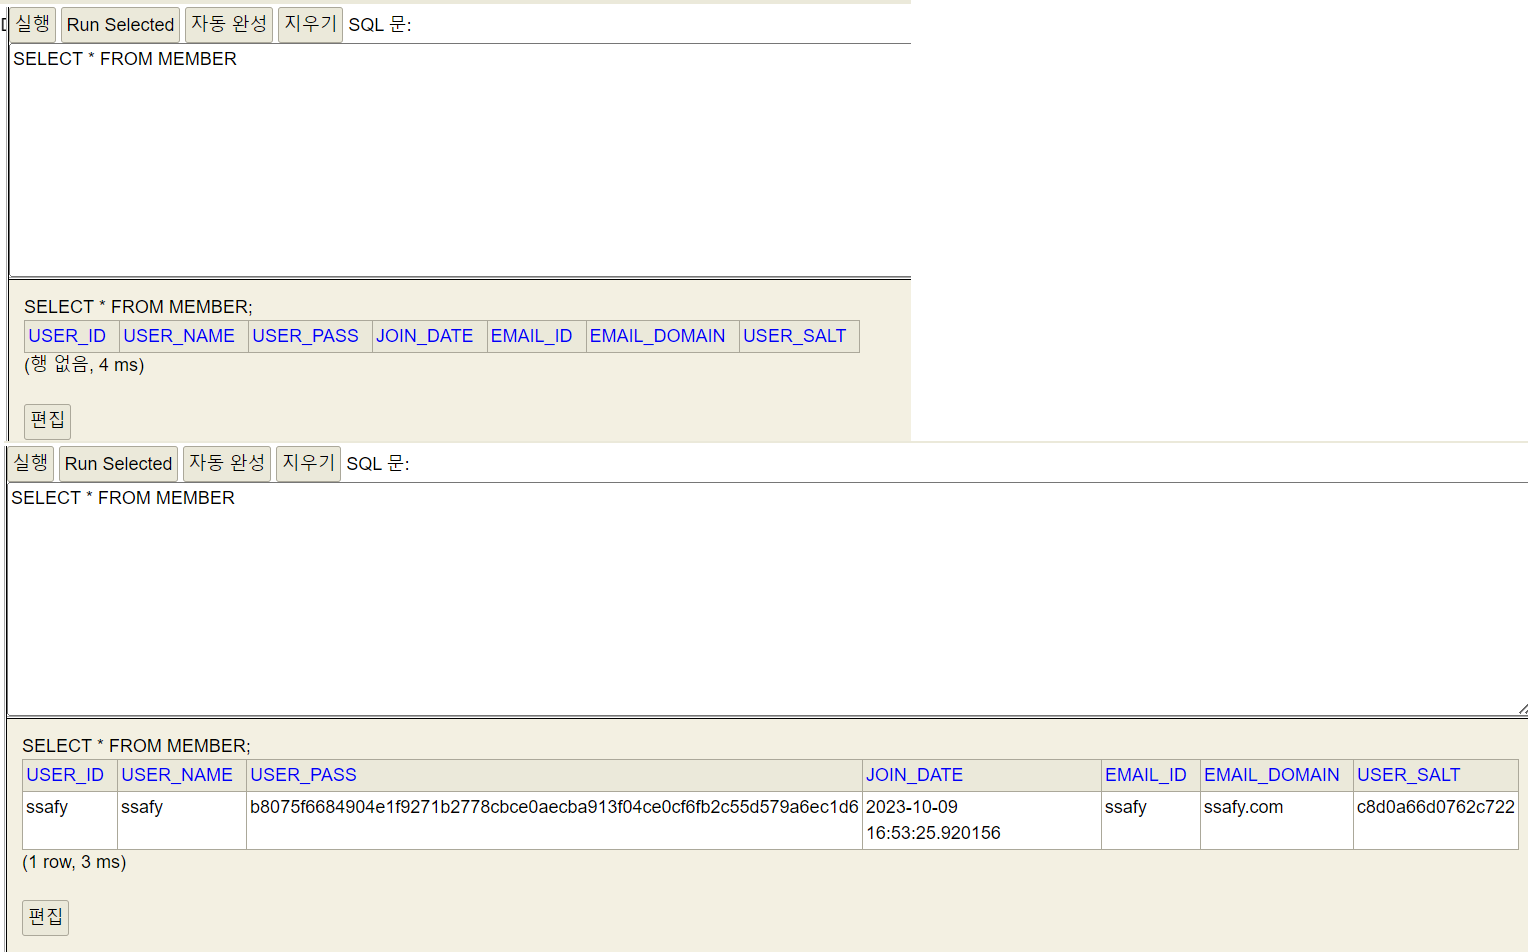 실행 Run Selected 자동 완성 지우기 SQL 문:
SELECT * FROM MEMBER
SELECT * FROM MEMBER;
USER_ID USER_NAME USER_PASS JOIN_DATE EMAIL_ID EMAIL_DOMAIN USER_SALT
(행 없음, 4 ms)
편집
실행 Run Selected 자동 완성 지우기 SQL 문:
SELECT * FROM MEMBER
SELECT * FROM MEMBER;
USER_ID USER_NAME USER_PASS JOIN_DATE EMAIL_ID EMAIL_DOMAIN USER_SALT
ssafy ssafy b8075f6684904e1f9271b2778cbce0aecba913f04ce0cf6fb2c55d579a6ec1d6 2023-10-09 ssafy ssafy.com c8d0a66d0762c722
16:53:25.920156
(1 row, 3 ms)
편집